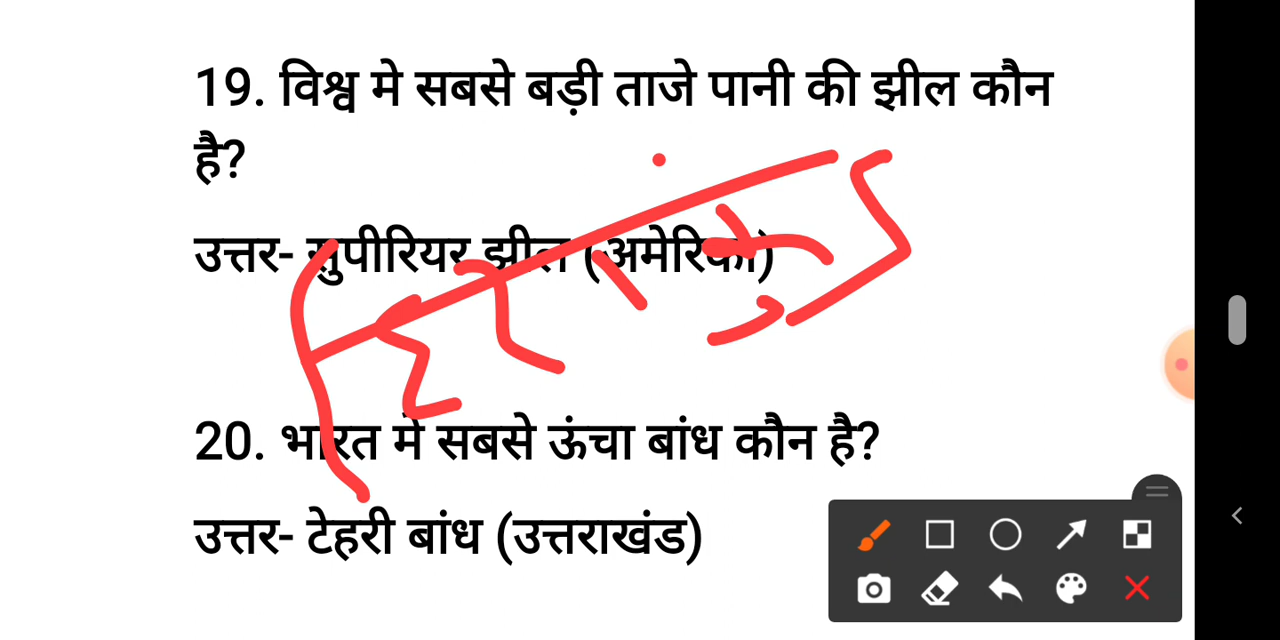 19. विश्व मे सबसे बड़ी ताजे पानी की झील कौन
है?
उत्तर- सुपीरियर झील (अमेरिका)
20. भारत में सबसे ऊंचा बांध कौन है?
उत्तर- टेहरी बांध (उत्तराखंड)